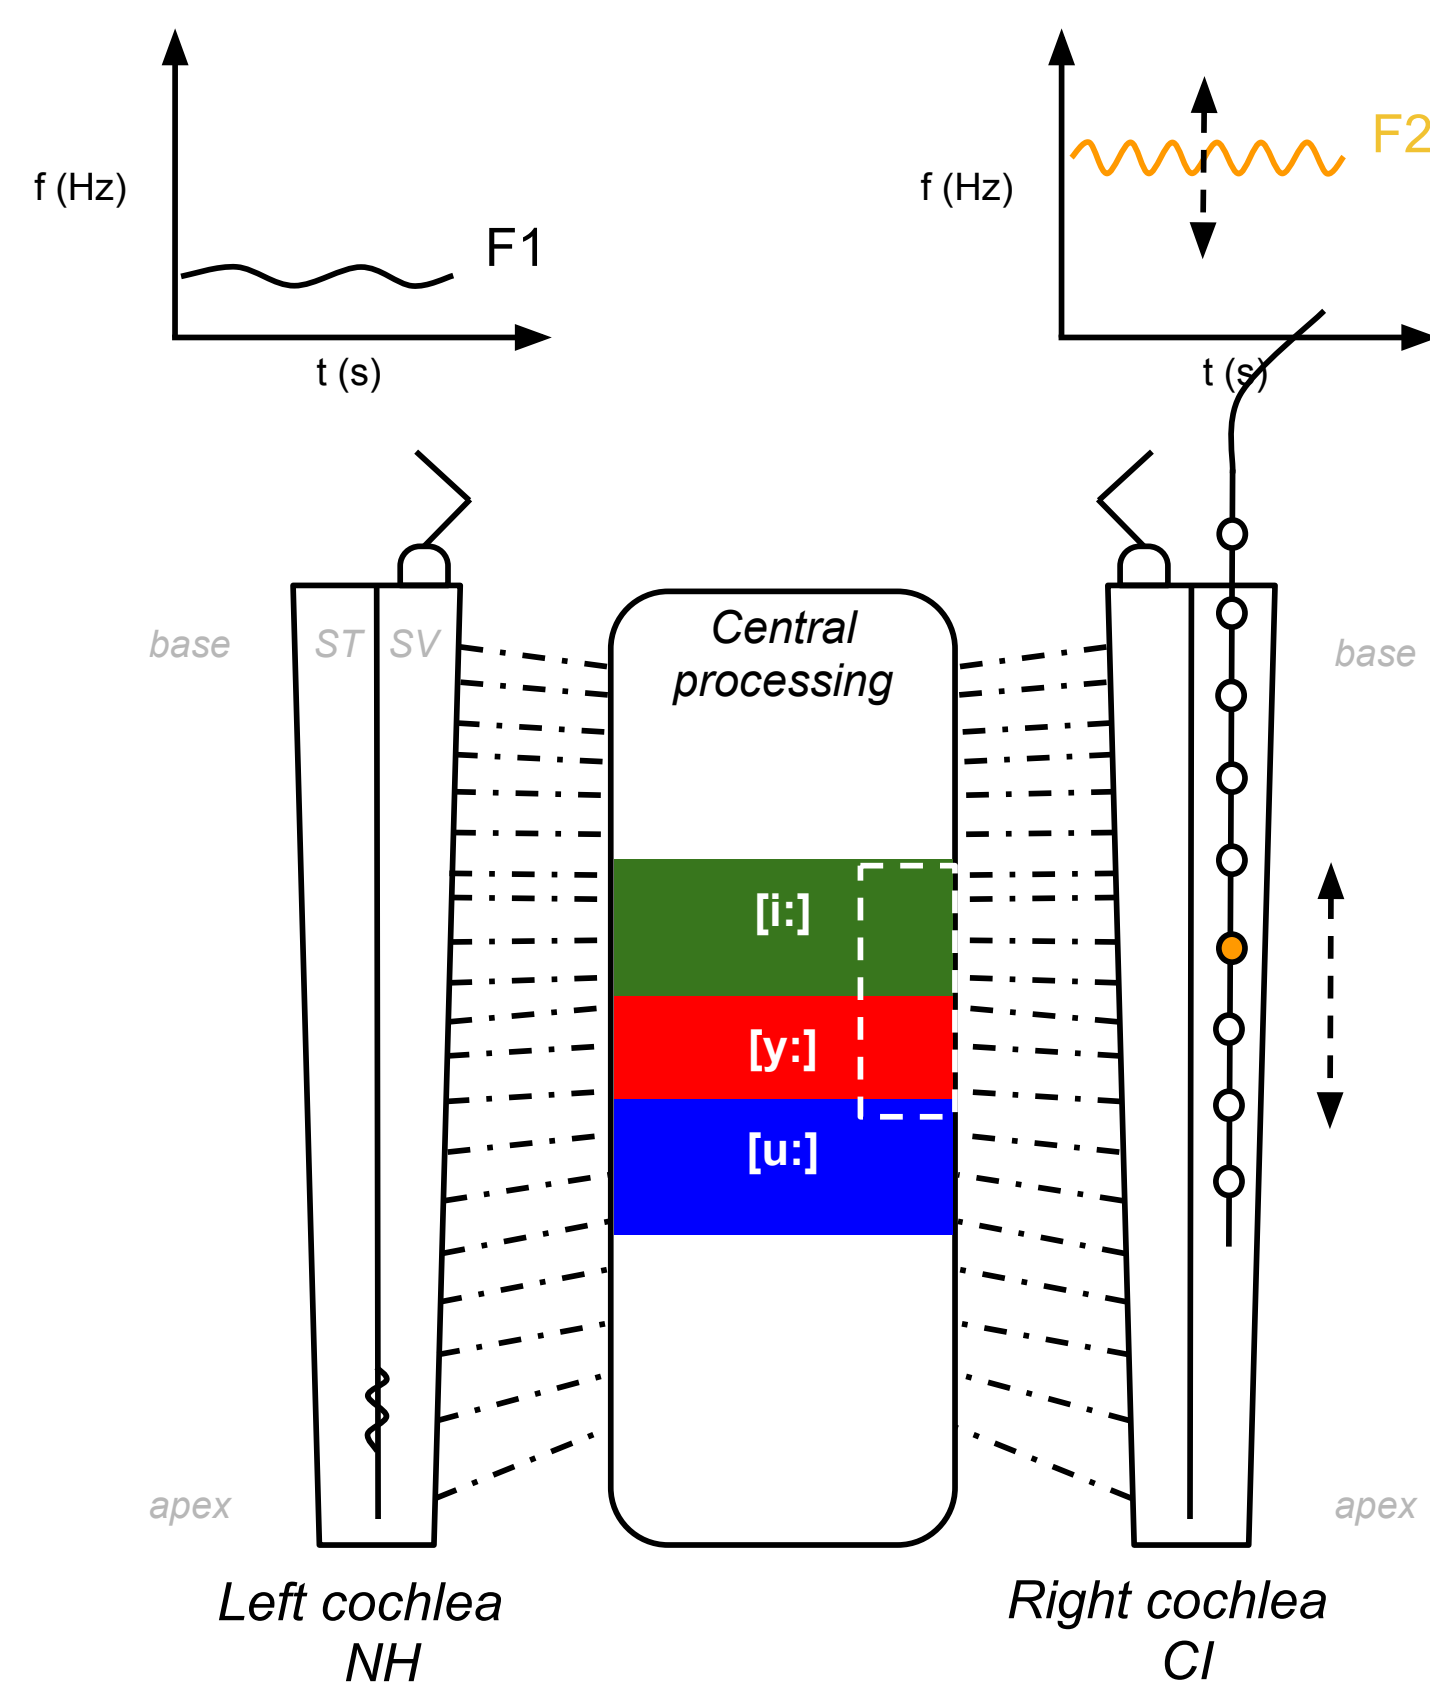 F2
f (Hz)
f (Hz)
F1
t (s)
t (s)
Central
processing
base
ST
SV
base
[i:]
[y:]
[u:]
apex
apex
Left cochlea
NH
Right cochlea
CI